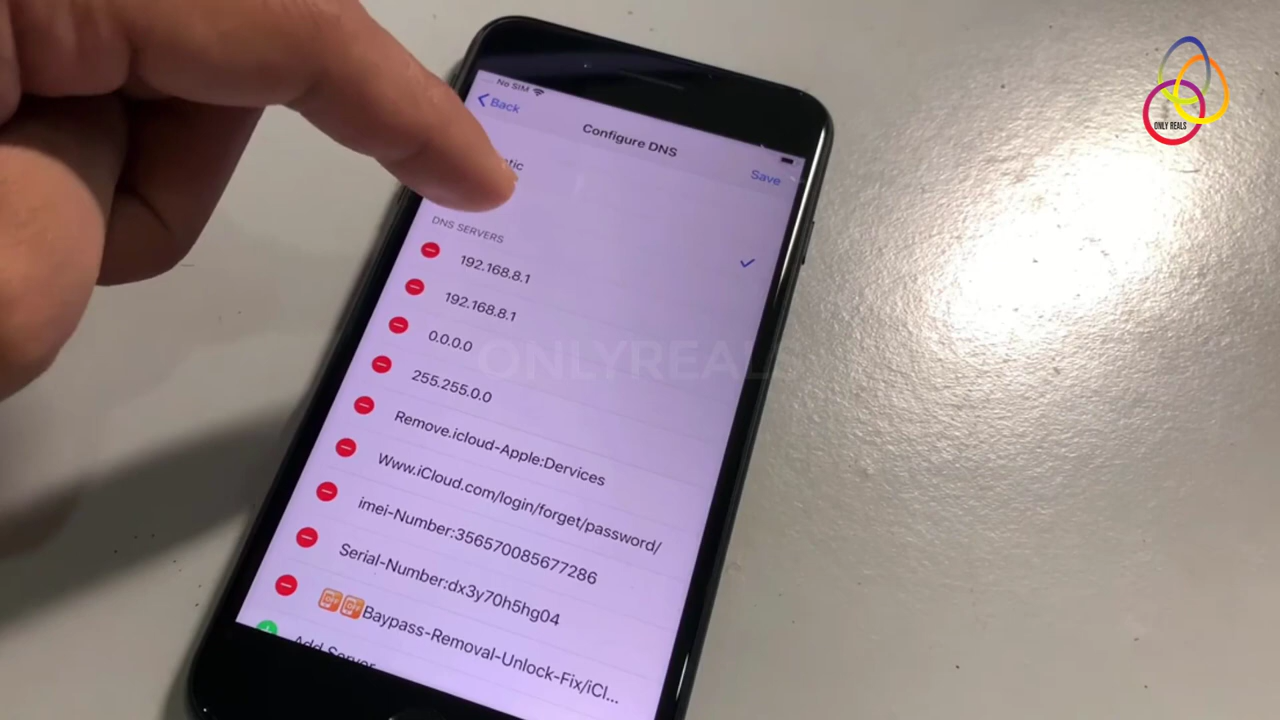 No SIM
Back
Configure DNS
Save
DNS SERVERS
192.168.8.1
192.168.8.1
0.0.0.0
255.255.0.0
Remove.icloud-Apple:Dervices
Www.iCloud.com/login/forget/password/
imei-Number:356570085677286
Serial-Number:dx3y70h5hg04
Baypass-Removal-Unlock-Fix/iCl...
Add Server
ONLY REALS
ONLYREALS